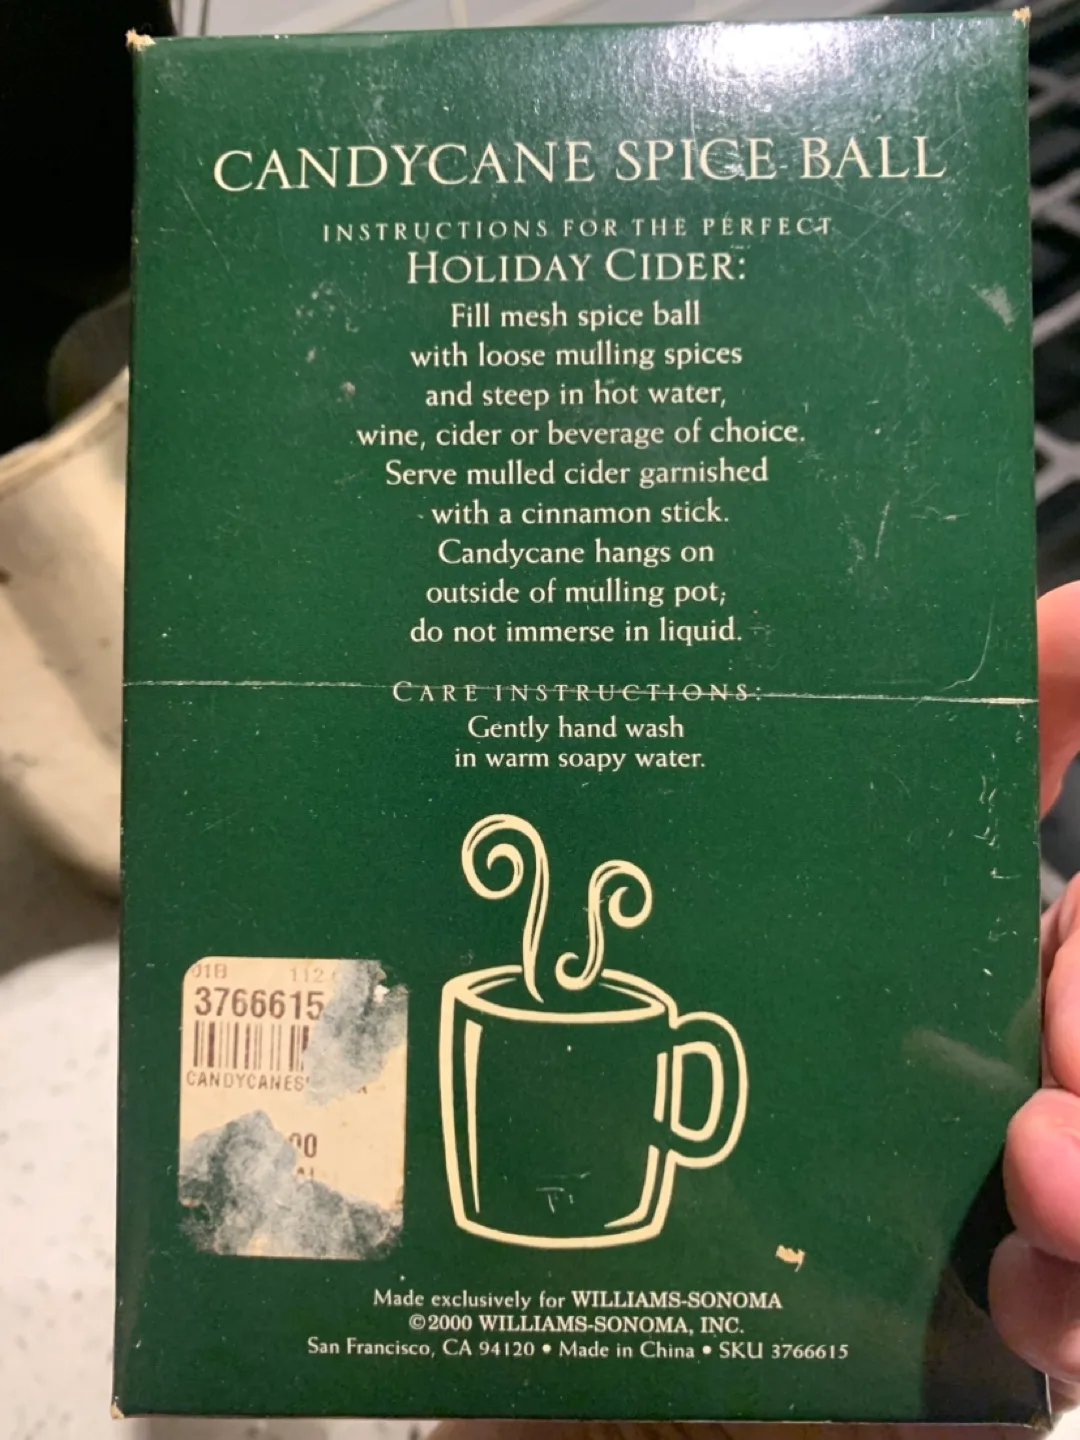 CANDYCANE SPICE BALL
INSTRUCTIONS FOR THE PERFECT
HOLIDAY CIDER:
Fill mesh spice ball
with loose mulling spices
and steep in hot water,
wine, cider or beverage of choice.
Serve mulled cider garnished
with a cinnamon stick.
Candycane hangs on
outside of mulling pot;
do not immerse in liquid.
CARE INSTRUCTIONS:
Gently hand wash
in warm soapy water.
01B 112
3766615
CANDYCANES
00
Made exclusively for WILLIAMS-SONOMA
©2000 WILLIAMS-SONOMA, INC.
San Francisco, CA 94120 • Made in China • SKU 3766615